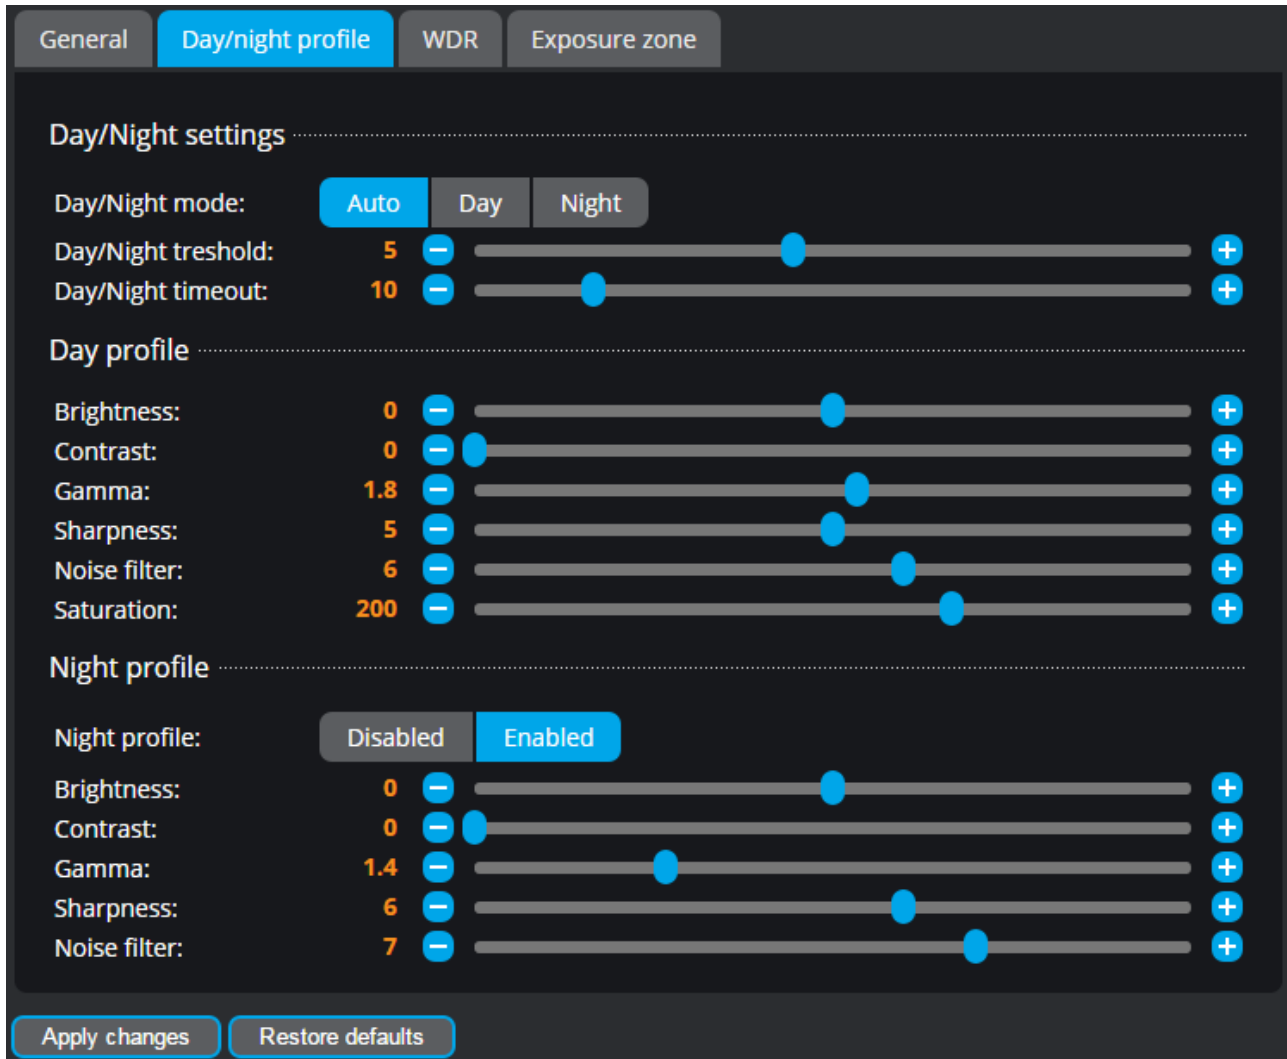 General Day/night profile WDR Exposure zone
Day/Night settings
Day/Night mode: Auto Day Night
Day/Night treshold: 5
Day/Night timeout: 10
Day profile
Brightness: 0
Contrast: 0
Gamma: 1.8
Sharpness: 5
Noise filter: 6
Saturation: 200
Night profile
Night profile: Disabled Enabled
Brightness: 0
Contrast: 0
Gamma: 1.4
Sharpness: 6
Noise filter: 7
Apply changes Restore defaults